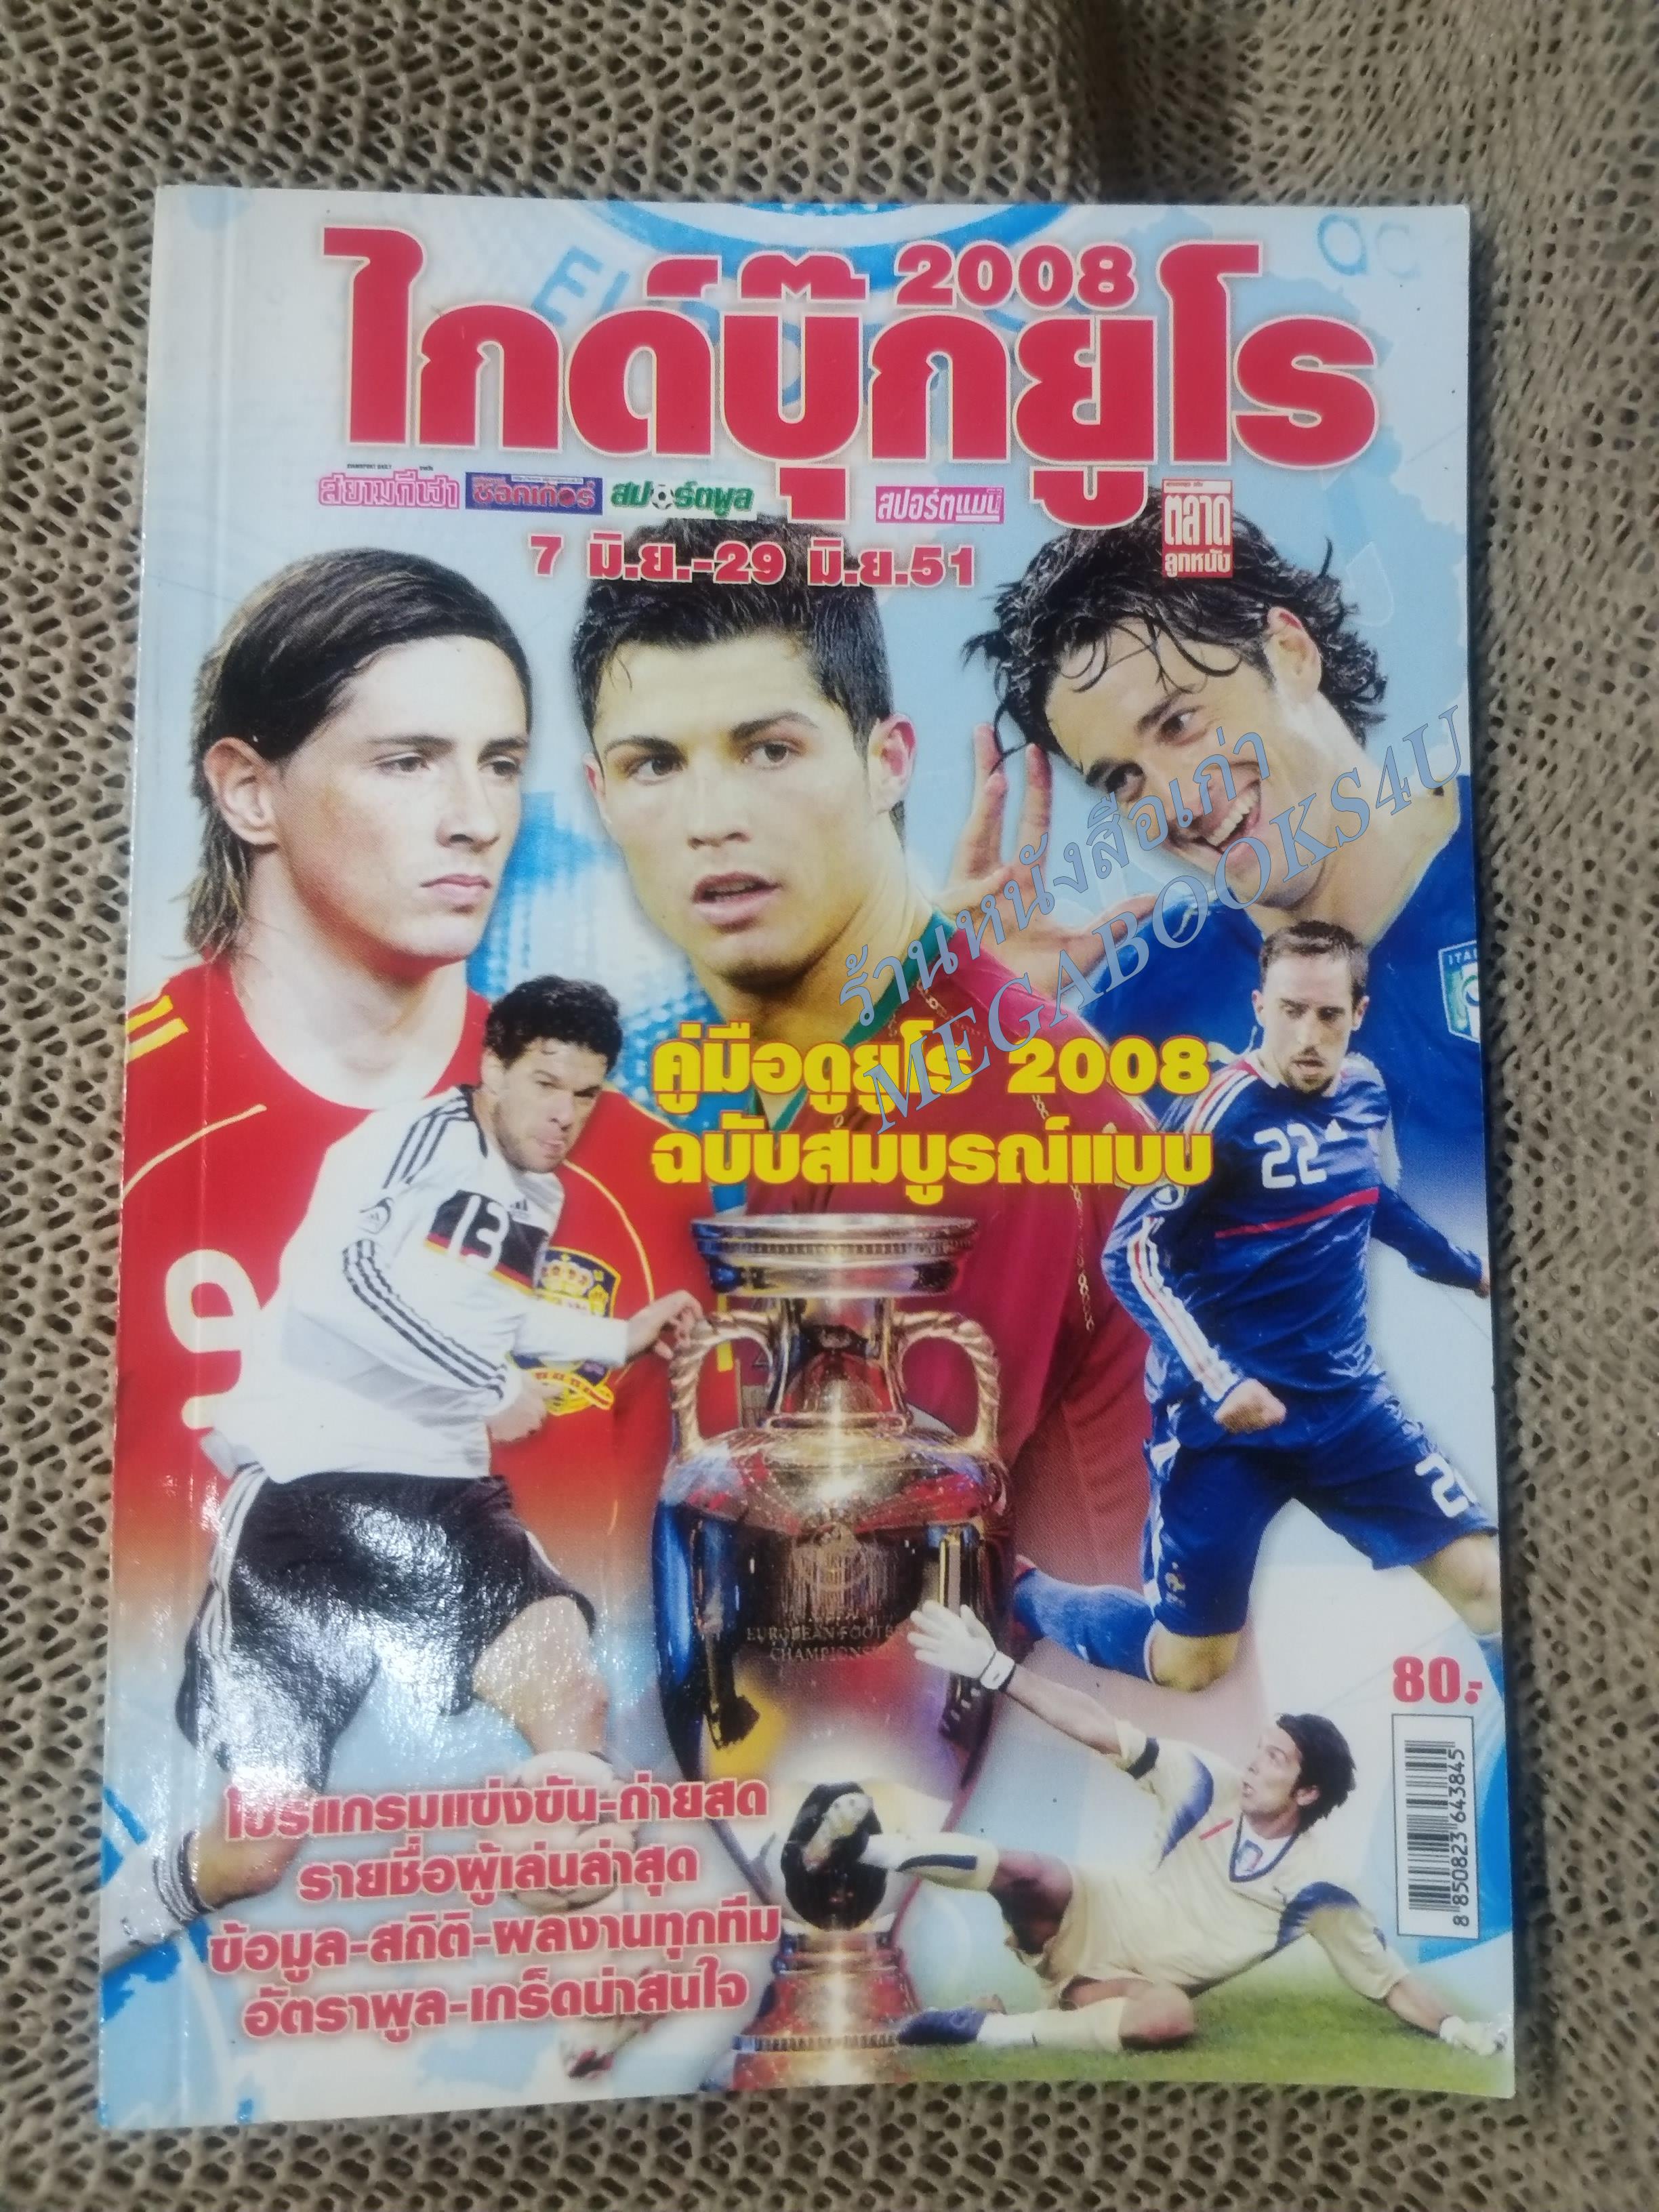 2008
ไกด์บุ๊กยูโร
สยามกีฬา ซ็อคเก้อร์ สปอร์ตพูล สปอร์ตแมน
ตลาด
ลูกหนัง
7 มิ.ย.-29 มิ.ย.51
ร้านหนังสือเก่า
MEGABOOKS4U
คู่มือดูยูโร 2008
ฉบับสมบูรณ์แบบ
ITA
22
13
9
EUROPEAN FOOTB
CHAMPIONS
80.-
โปรแกรมแข่งขัน-ถ่ายสด
รายชื่อผู้เล่นล่าสุด
ข้อมูล-สถิติ-ผลงานทุกทีม
อัตราพูล-เกร็ดน่าสนใจ
8 850823 643845